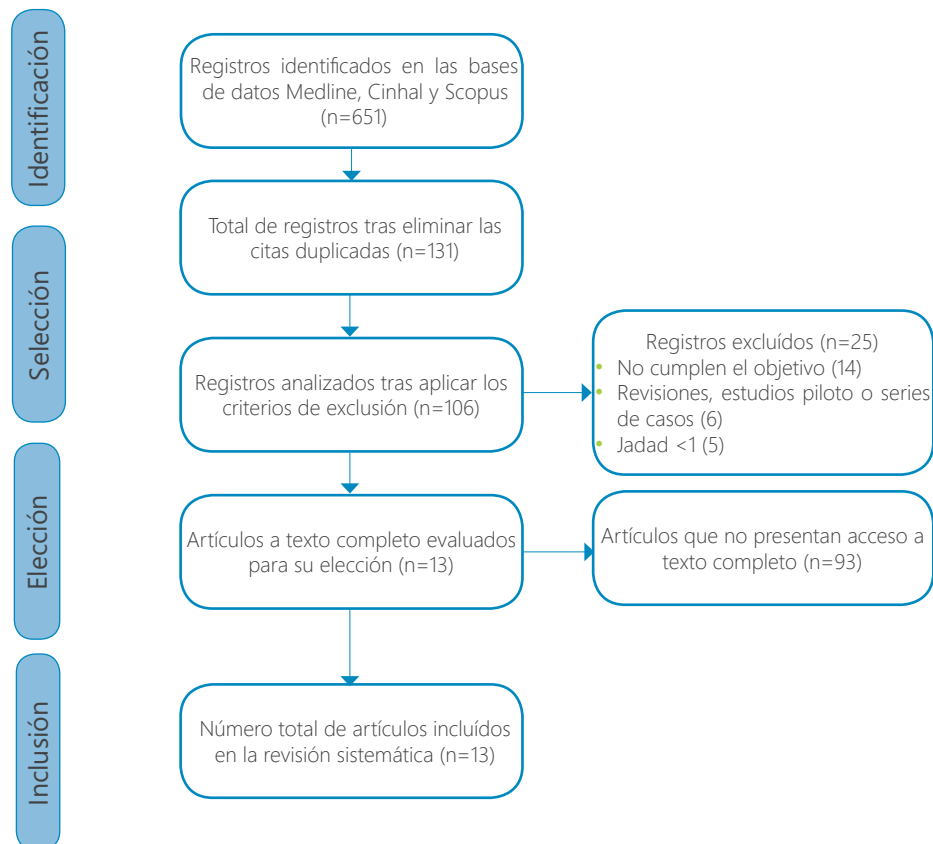 Identificación
Registros identificados en las bases
de datos Medline, Cinhal y Scopus
(n=651)
Selección
Total de registros tras eliminar las
citas duplicadas (n=131)
Registros analizados tras aplicar los
criterios de exclusión (n=106)
Registros excluídos (n=25)
• No cumplen el objetivo (14)
• Revisiones, estudios piloto o series
de casos (6)
• Jadad <1 (5)
Elección
Artículos a texto completo evaluados
para su elección (n=13)
Artículos que no presentan acceso a
texto completo (n=93)
Inclusión
Número total de artículos incluídos
en la revisión sistemática (n=13)